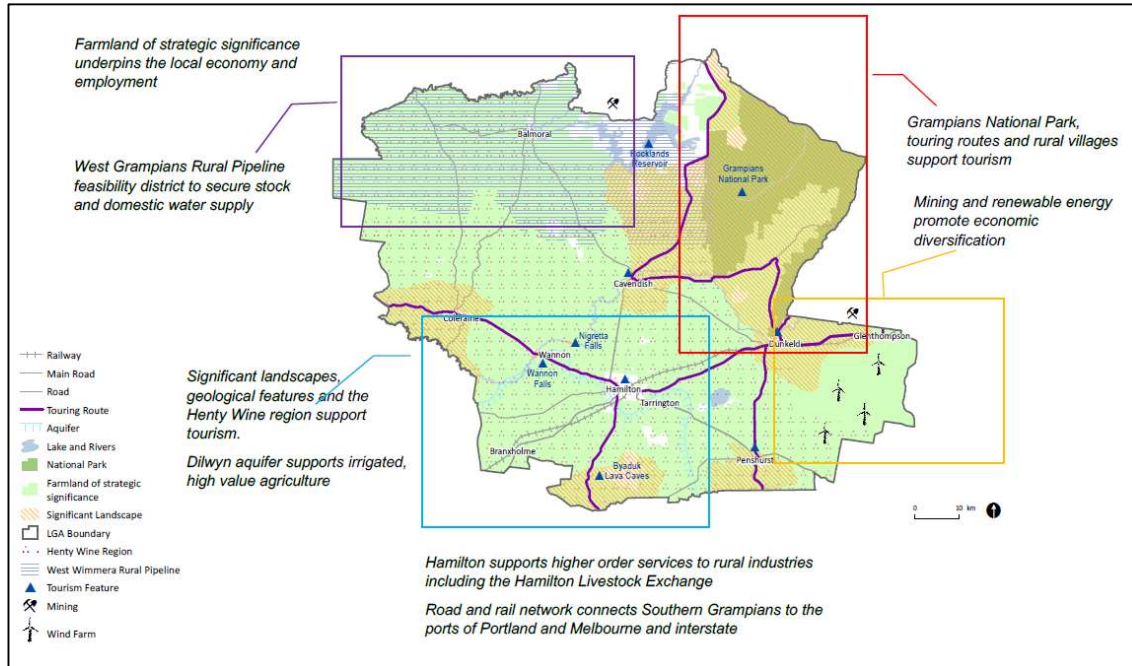 Farmland of strategic significance
underpins the local economy and
employment
West Grampians Rural Pipeline
feasibility district to secure stock
and domestic water supply
Grampians National Park,
touring routes and rural villages
support tourism
Mining and renewable energy
promote economic
diversification
Balmoral
Rocklands
Reservoir
Grampians
National Park
Cavendish
Coleraine
Nigretta
Falls
Wannon
Wannon
Falls
Hamilton
Tarrington
Dunkeld
Glenthompson
Branxholme
Byaduk
Lava Caves
Penshurst
Significant landscapes,
geological features and the
Henty Wine region support
tourism.
Dilwyn aquifer supports irrigated,
high value agriculture
Railway
Main Road
Road
Touring Route
Aquifer
Lake and Rivers
National Park
Farmland of strategic
significance
Significant Landscape
LGA Boundary
Henty Wine Region
West Wimmera Rural Pipeline
Tourism Feature
Mining
Wind Farm
0 10 km
Hamilton supports higher order services to rural industries
including the Hamilton Livestock Exchange
Road and rail network connects Southern Grampians to the
ports of Portland and Melbourne and interstate